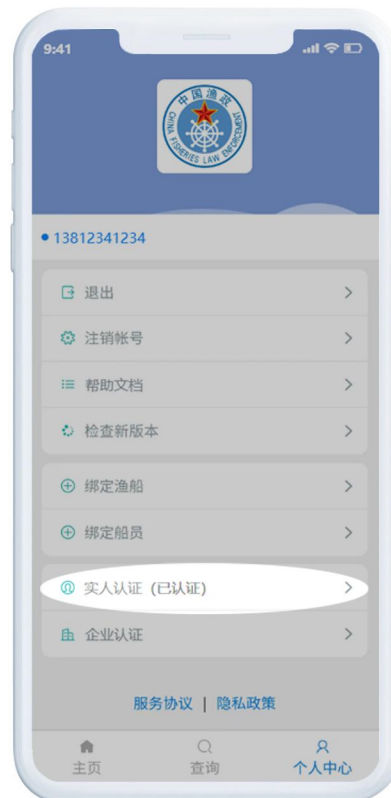 9:41
中国渔政
CHINA FISHERIES LAW ENFORCEMENT
13812341234
退出
注销帐号
帮助文档
检查新版本
绑定渔船
绑定船员
实人认证 (已认证)
企业认证
服务协议 | 隐私政策
主页 查询 个人中心